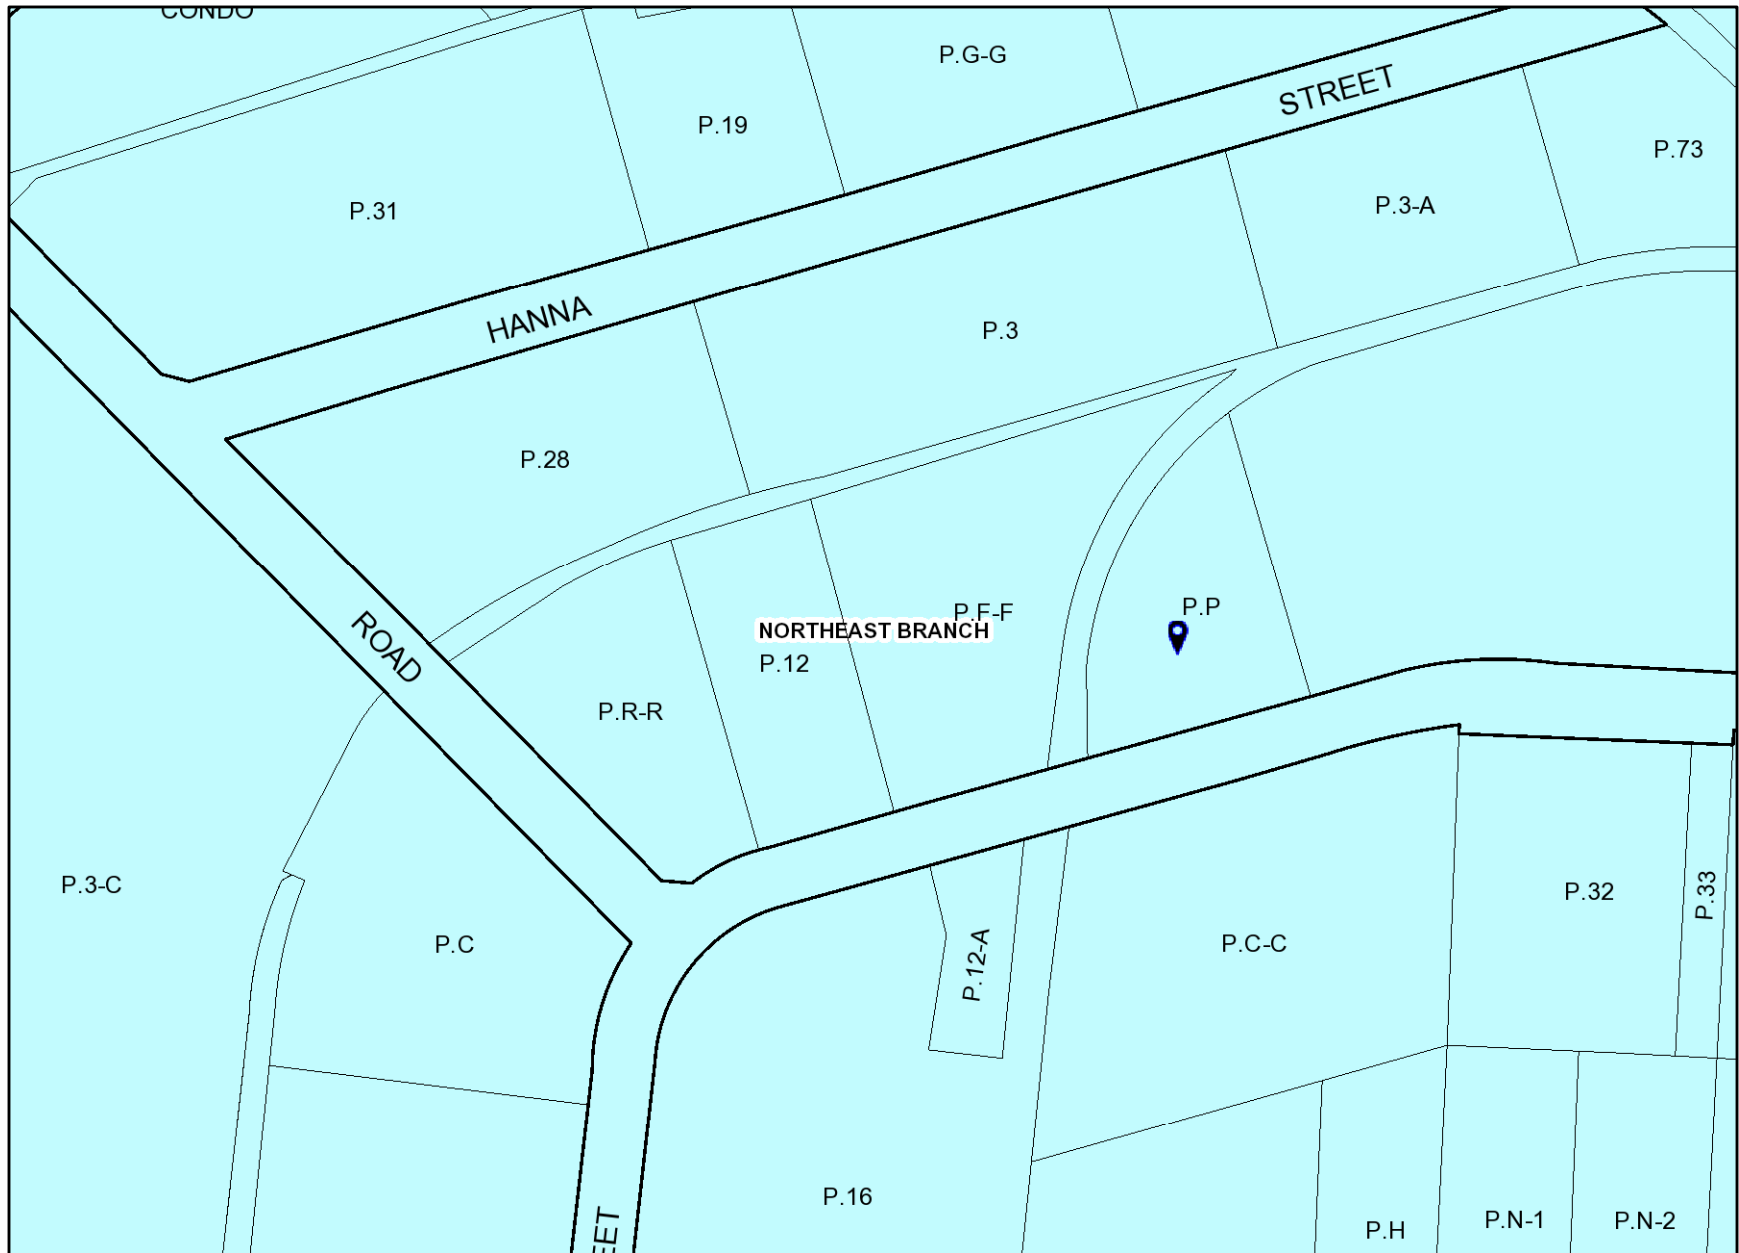 CONDO
P.G-G
STREET
P.19
P.73
P.31
P.3-A
HANNA
P.3
P.28
P.F-F
P.P
NORTHEAST BRANCH
ROAD
P.12
P.R-R
P.3-C
P.32
P.33
P.C
P.C-C
P.12-A
P.16
EET
P.H
P.N-1
P.N-2